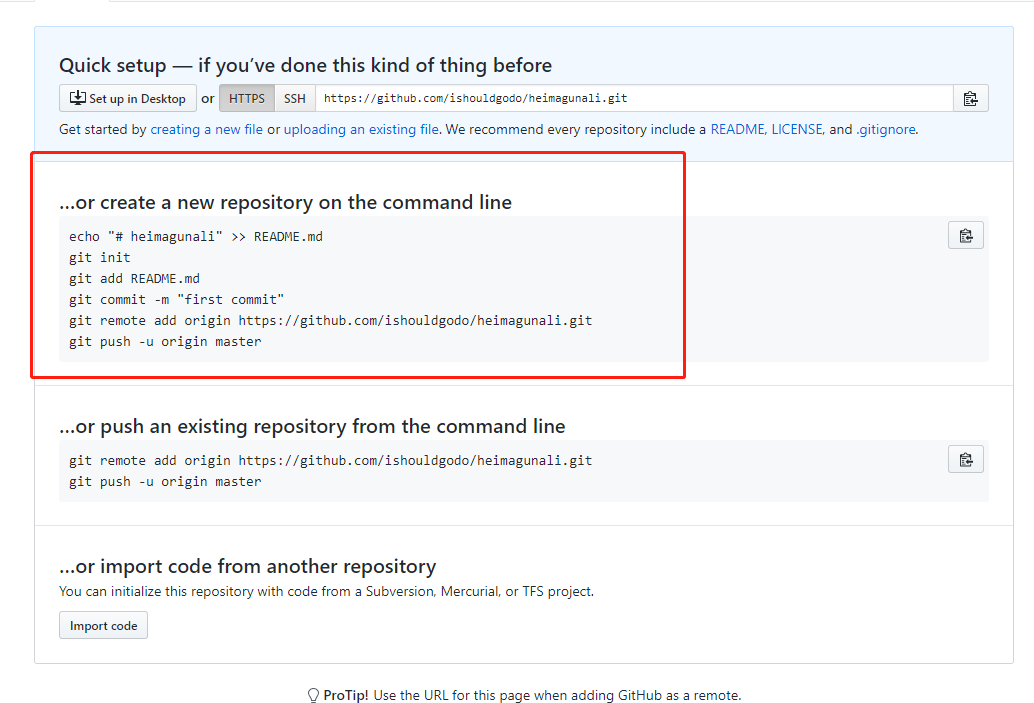 Quick setup — if you’ve done this kind of thing before
Set up in Desktop or HTTPS SSH https://github.com/ishouldgodo/heimagunali.git
Get started by creating a new file or uploading an existing file. We recommend every repository include a README, LICENSE, and .gitignore.
…or create a new repository on the command line
echo "# heimagunali" >> README.md
git init
git add README.md
git commit -m "first commit"
git remote add origin https://github.com/ishouldgodo/heimagunali.git
git push -u origin master
…or push an existing repository from the command line
git remote add origin https://github.com/ishouldgodo/heimagunali.git
git push -u origin master
…or import code from another repository
You can initialize this repository with code from a Subversion, Mercurial, or TFS project.
Import code
ProTip! Use the URL for this page when adding GitHub as a remote.